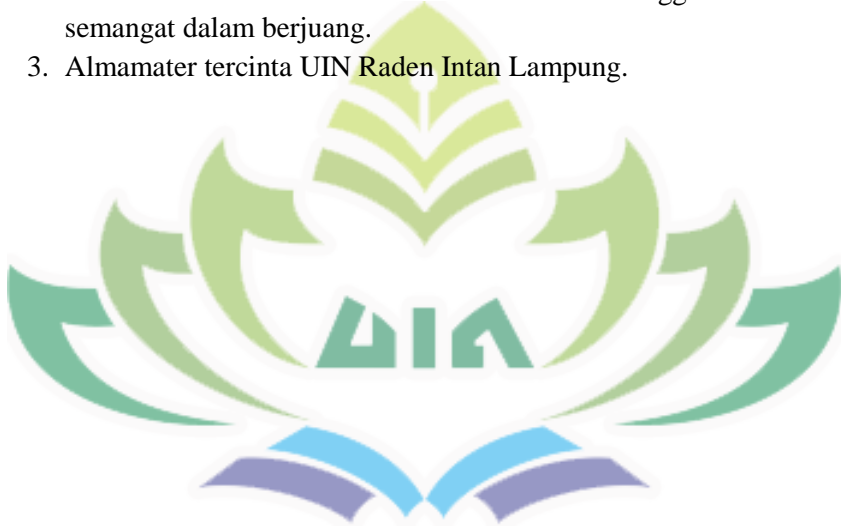 semangat dalam berjuang.
3. Almamater tercinta UIN Raden Intan Lampung.
UIN